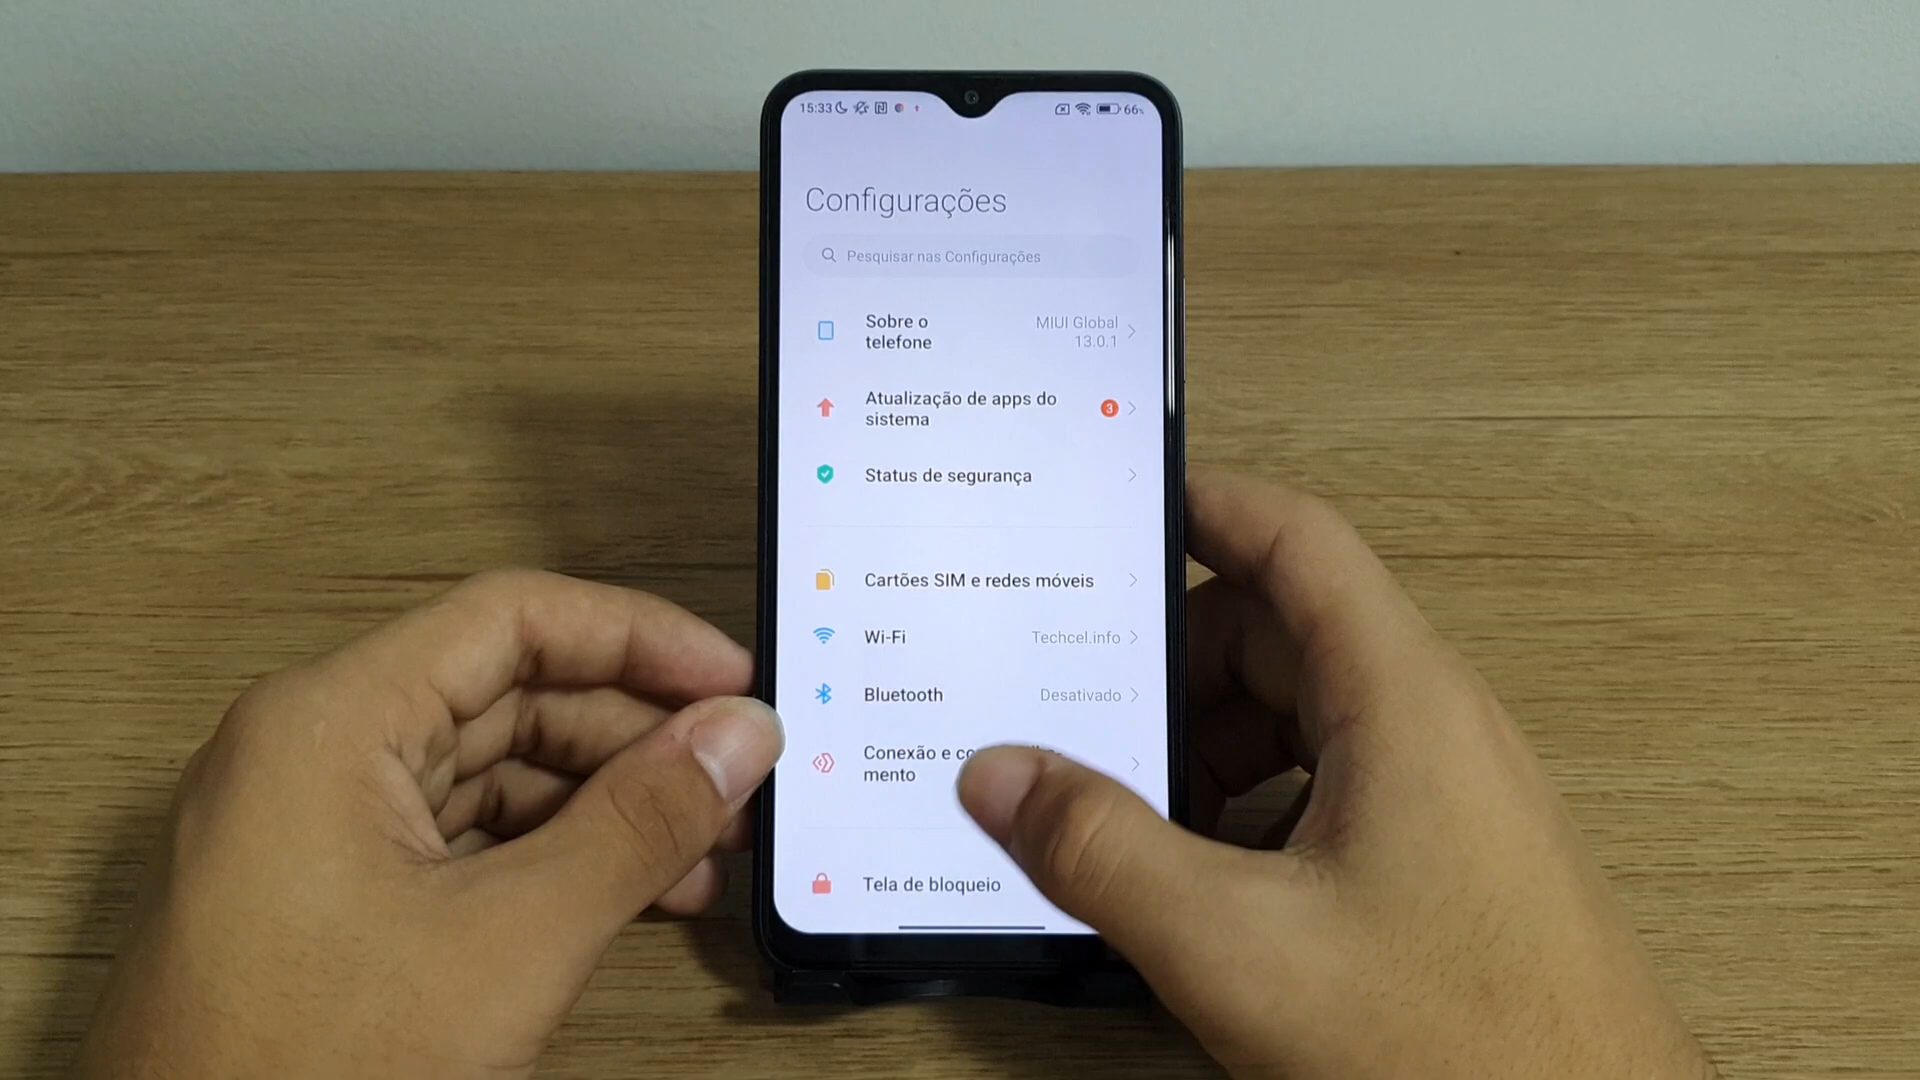 15:33 66%
Configurações
Pesquisar nas Configurações
Sobre o
telefone
MIUI Global
13.0.1
Atualização de apps do
sistema
3
Status de segurança
Cartões SIM e redes móveis
Wi-Fi Techcel.info
Bluetooth Desativado
Conexão e
mento
Tela de bloqueio